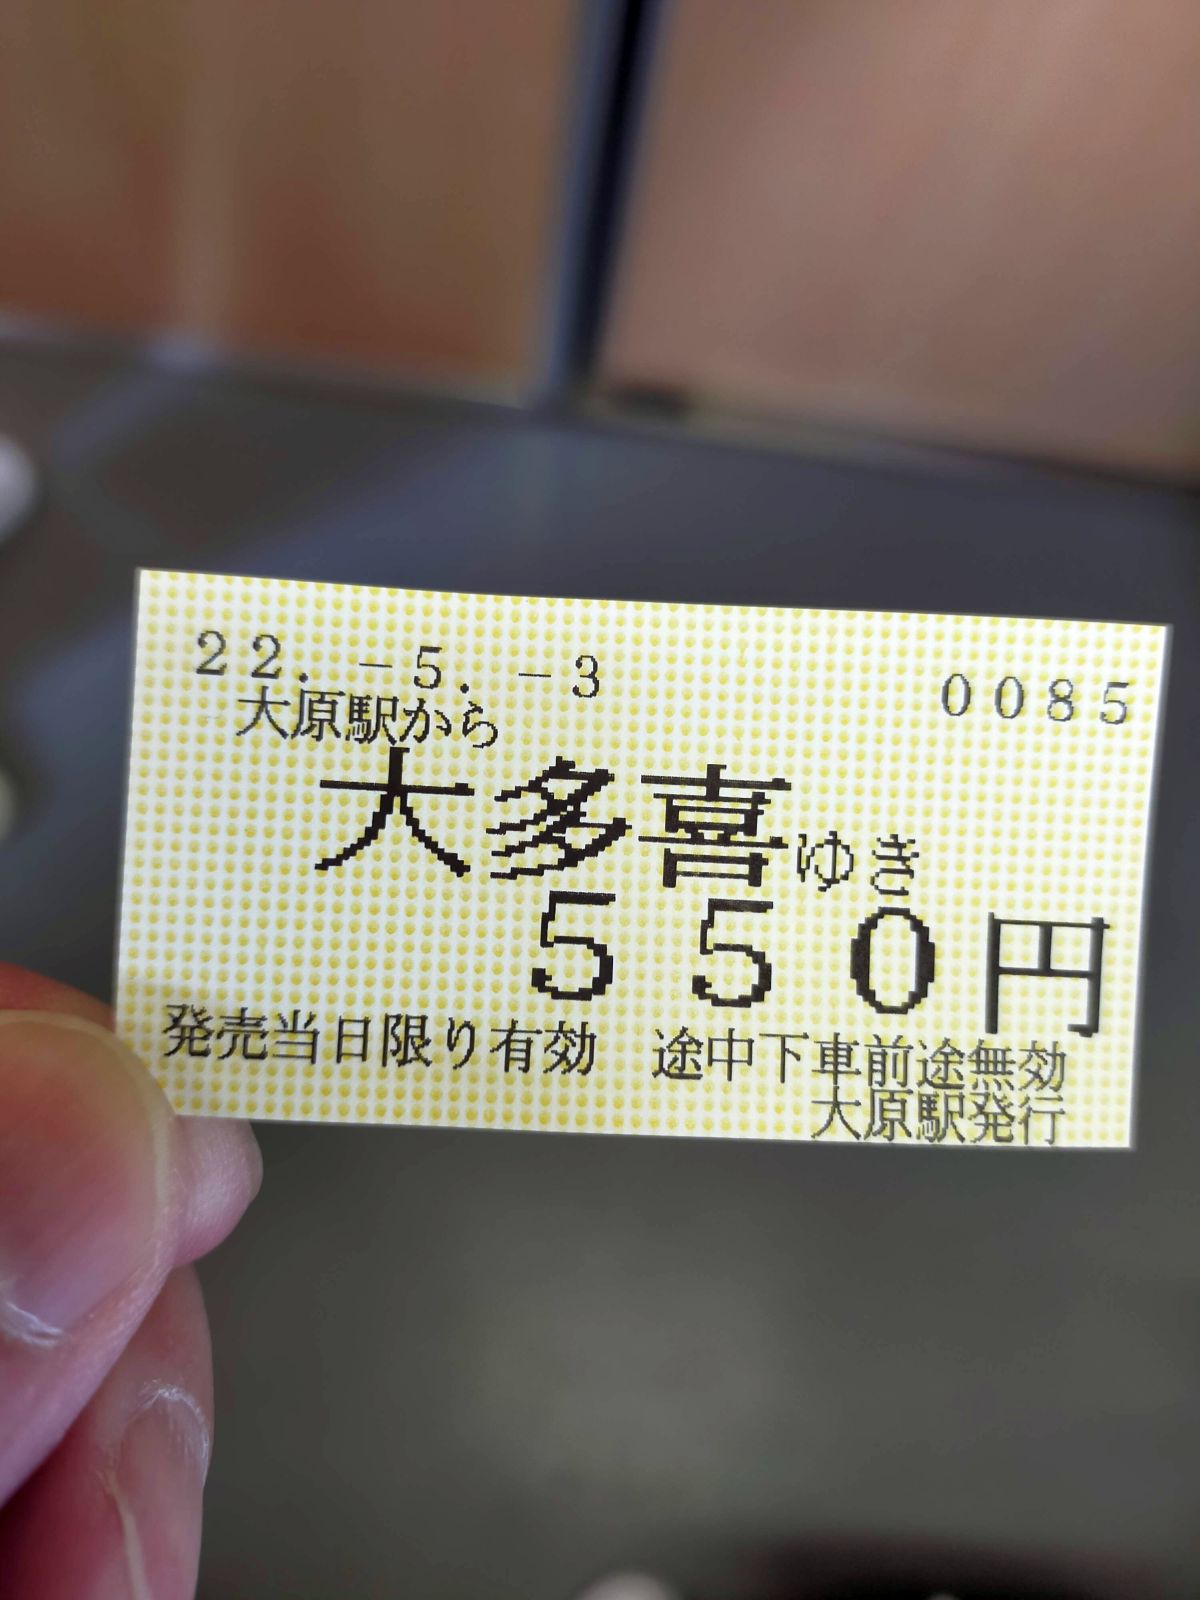 22.-5.-3 0085
大原駅から
大多喜ゆき
550円
発売当日限り有効 途中下車前途無効
大原駅発行